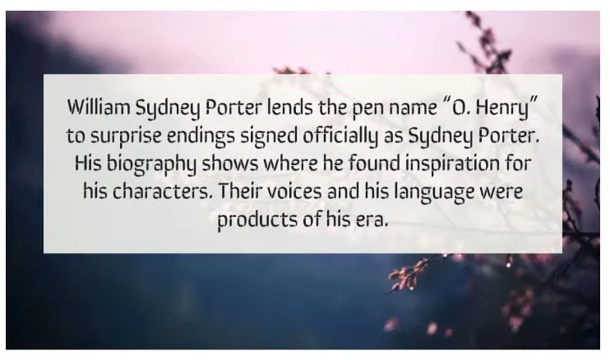 William Sydney Porter lends the pen name "O. Henry"
to surprise endings signed officially as Sydney Porter.
His biography shows where he found inspiration for
his characters. Their voices and his language were
products of his era.